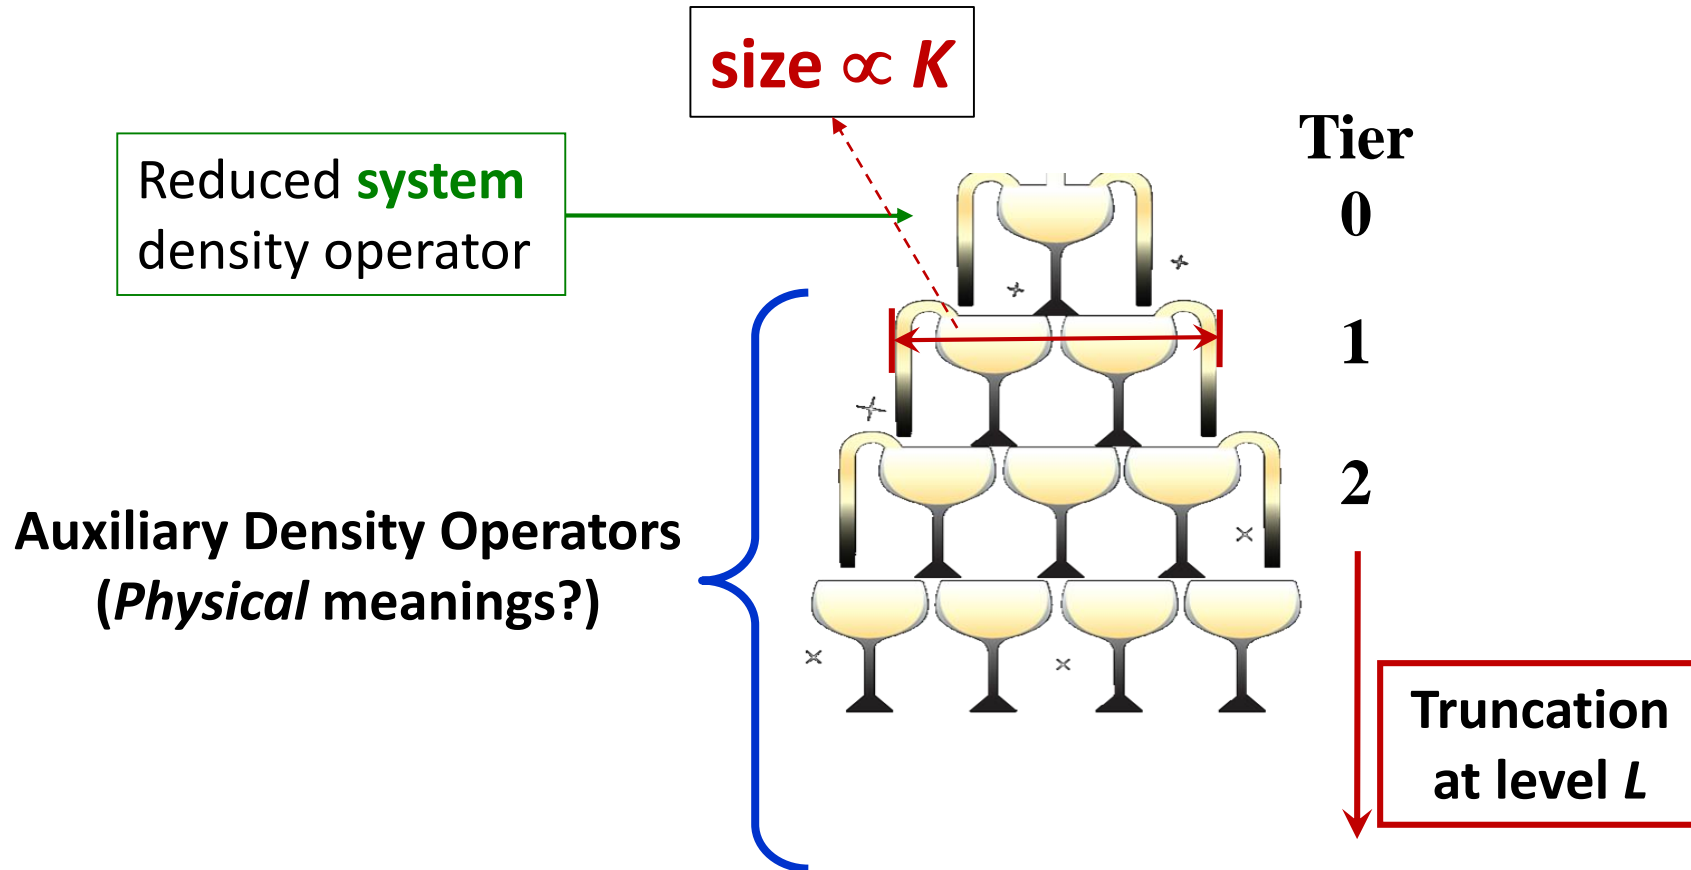 size ∝ K
Reduced system
density operator
Tier
0
1
2
Auxiliary Density Operators
(Physical meanings?)
Truncation
at level L